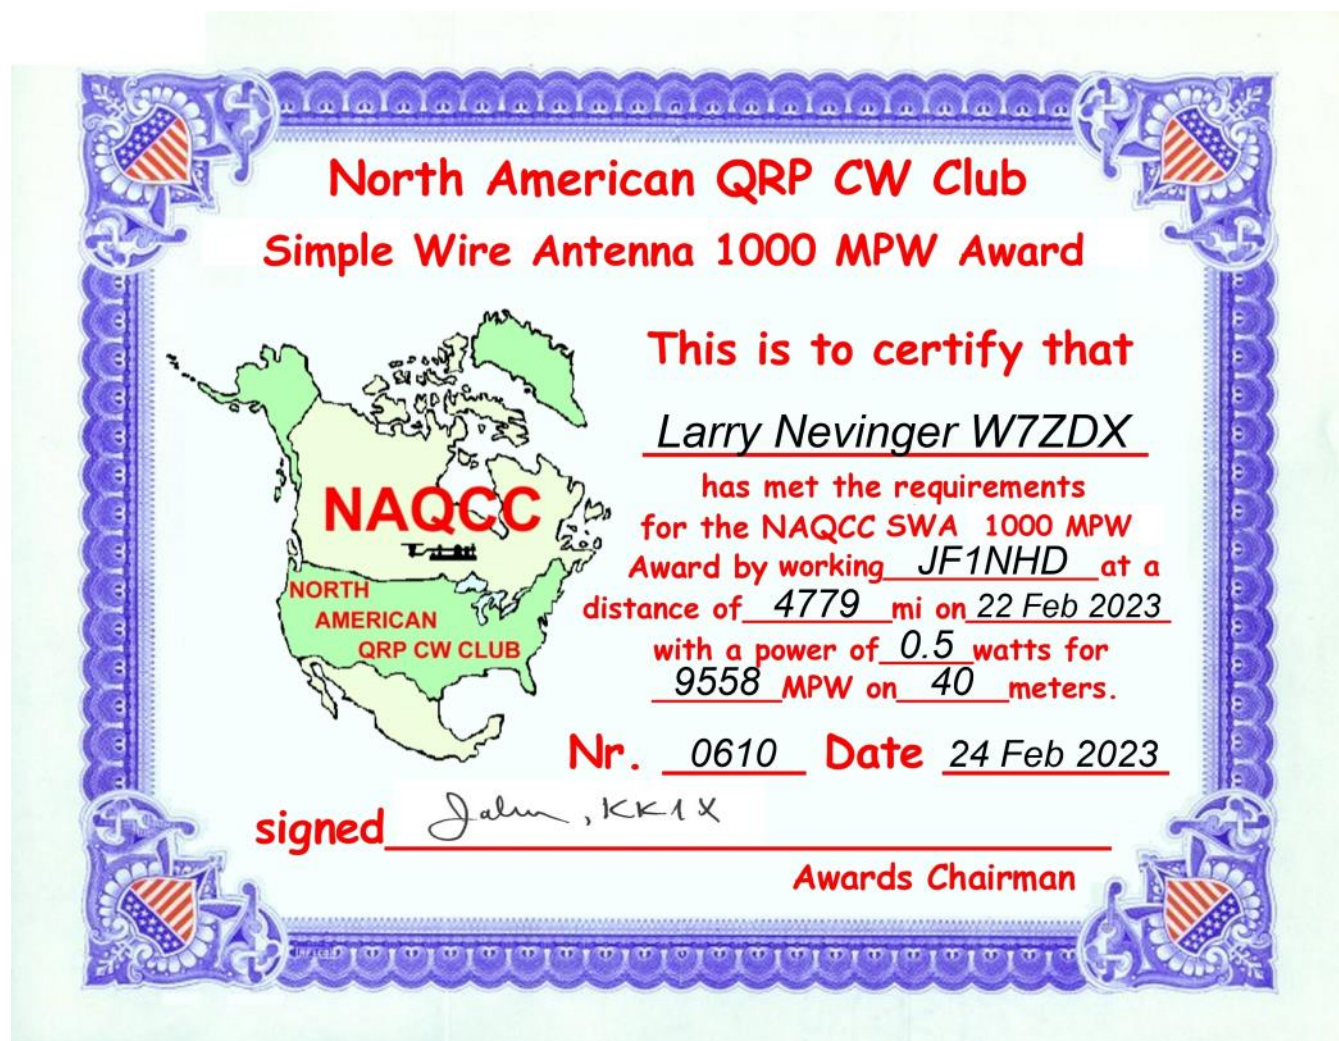 North American QRP CW Club
Simple Wire Antenna 1000 MPW Award
This is to certify that
Larry Nevinger W7ZDX
has met the requirements
for the NAQCC SWA 1000 MPW
Award by working JF1NHD at a
distance of 4779 mi on 22 Feb 2023
with a power of 0.5 watts for
9558 MPW on 40 meters.
NAQCC
NORTH
AMERICAN
QRP CW CLUB
Nr. 0610 Date 24 Feb 2023
signed John, KK1X
Awards Chairman